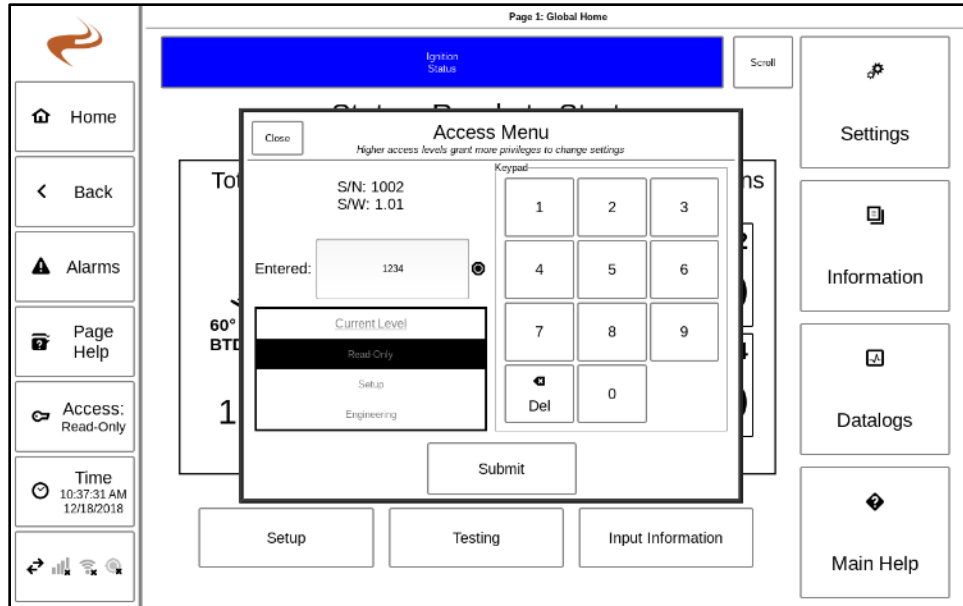 Page 1: Global Home
Ignition
Status
Scroll
Home
Back
Alarms
Page
Help
Access:
Read-Only
Time
10:37:31 AM
12/18/2018
Close
Access Menu
Higher access levels grant more privileges to change settings
S/N: 1002
S/W: 1.01
Entered:
1234
Current Level
Read-Only
Setup
Engineering
Keypad
1
2
3
4
5
6
7
8
9
Del
0
Submit
60°
Setup
Testing
Input Information
Settings
Information
Datalogs
Main Help